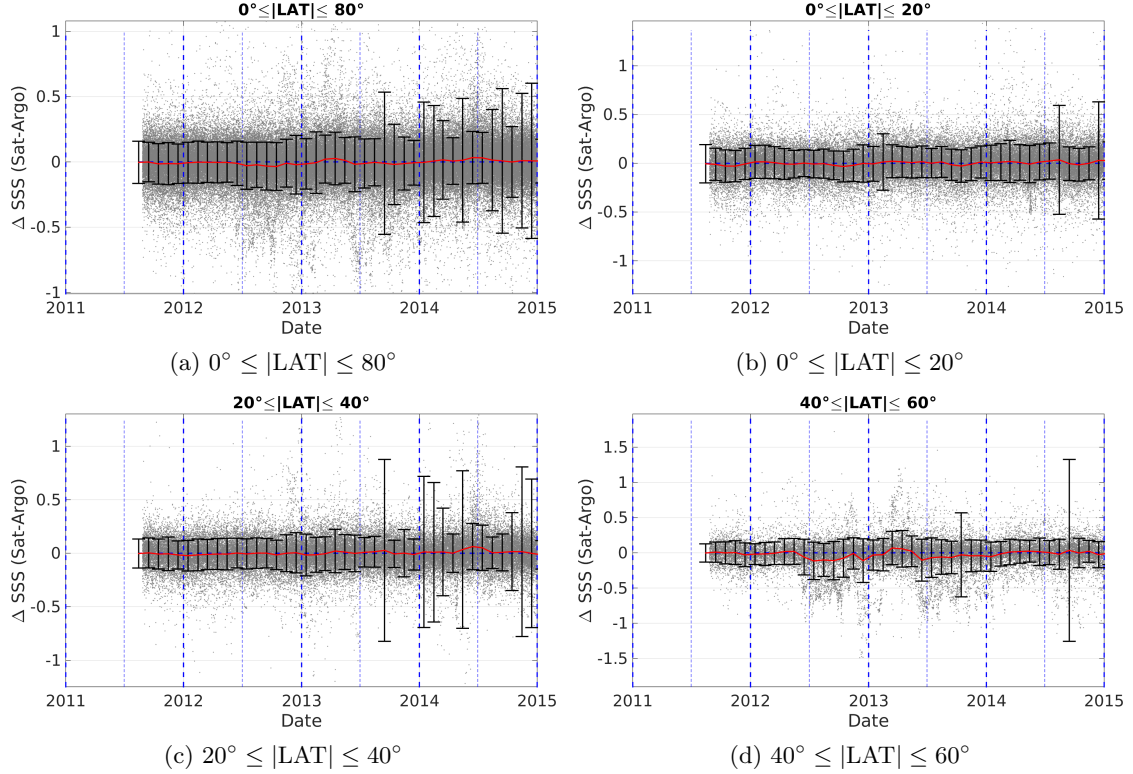 0°≤|LAT|≤ 80°
Δ SSS (Sat-Argo)
1
0.5
0
-0.5
-1
2011 2012 2013 2014 2015
Date
(a) 0° ≤ |LAT| ≤ 80°
0°≤|LAT|≤ 20°
Δ SSS (Sat-Argo)
1
0.5
0
-0.5
-1
2011 2012 2013 2014 2015
Date
(b) 0° ≤ |LAT| ≤ 20°
20°≤|LAT|≤ 40°
Δ SSS (Sat-Argo)
1
0.5
0
-0.5
-1
2011 2012 2013 2014 2015
Date
(c) 20° ≤ |LAT| ≤ 40°
40°≤|LAT|≤ 60°
Δ SSS (Sat-Argo)
1.5
1
0.5
0
-0.5
-1
-1.5
2011 2012 2013 2014 2015
Date
(d) 40° ≤ |LAT| ≤ 60°